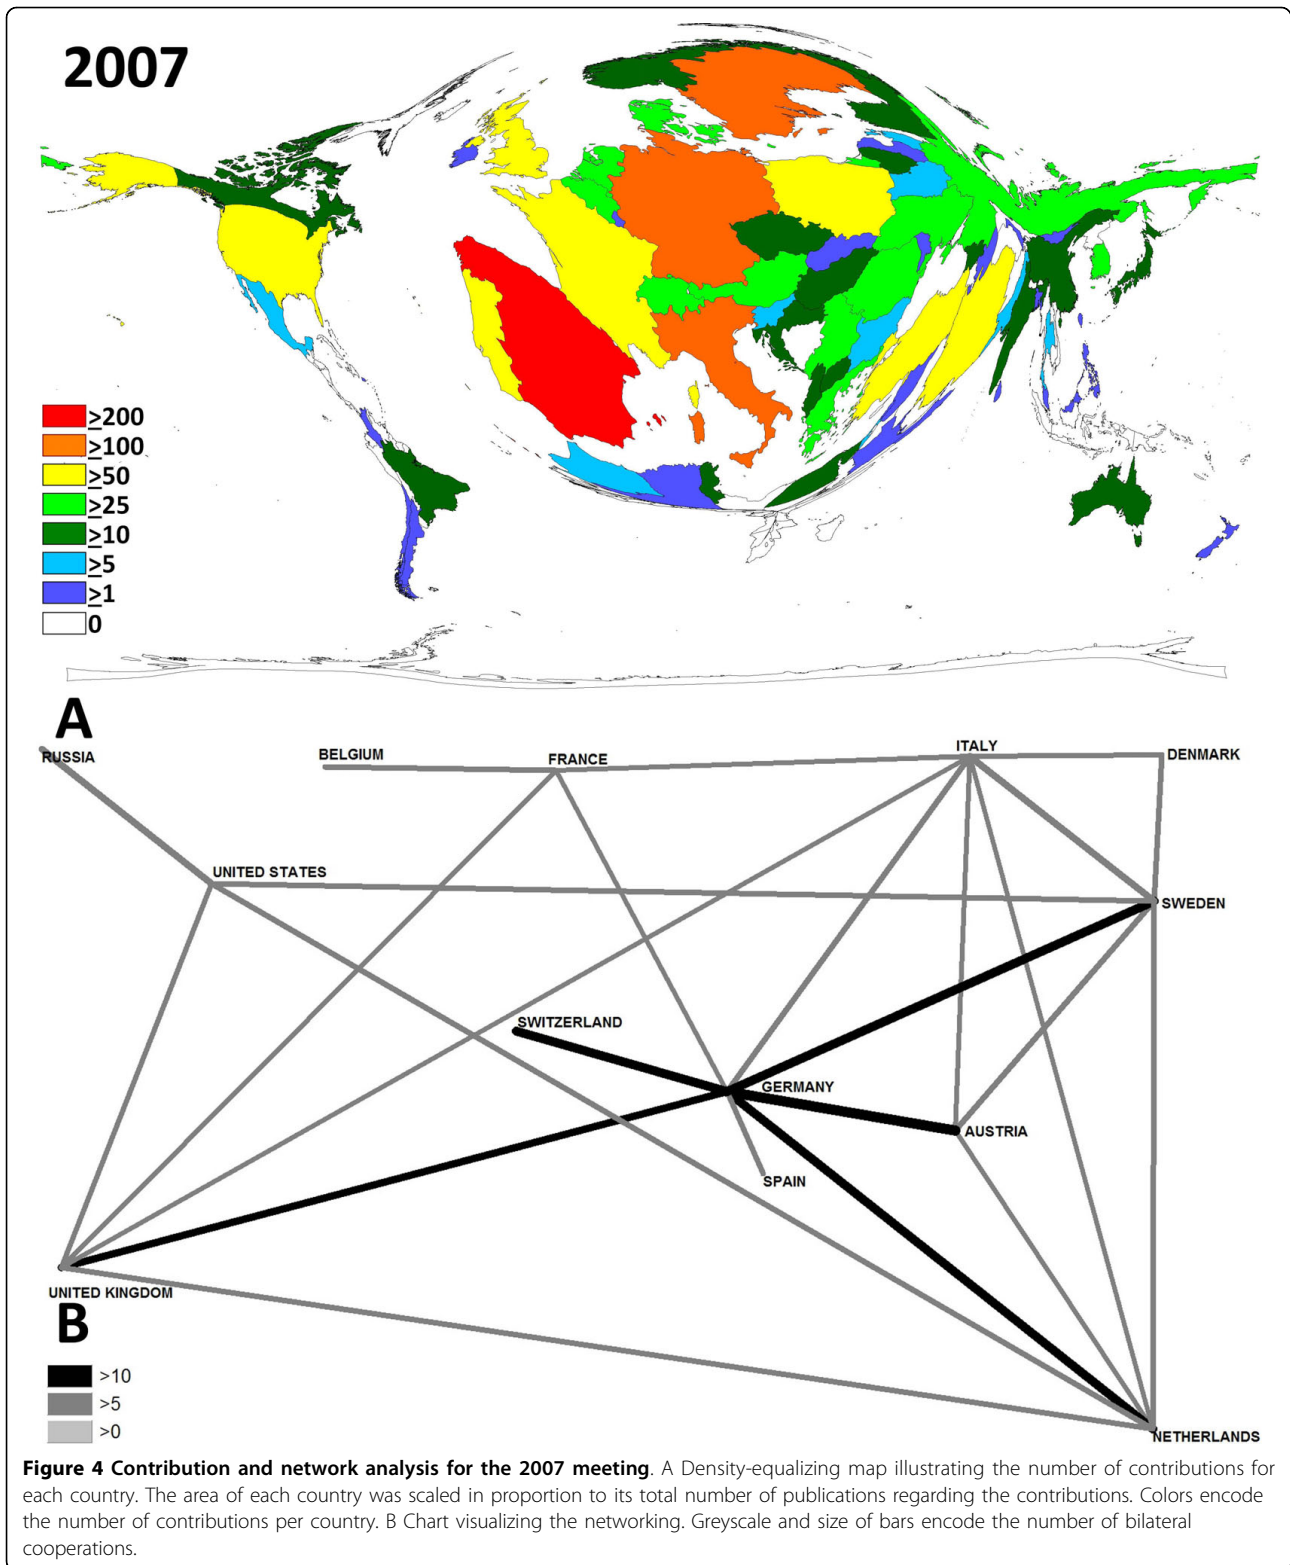 2007
≥200
≥100
≥50
≥25
≥10
≥5
≥1
0
A
RUSSIA
BELGIUM
FRANCE
ITALY
DENMARK
UNITED STATES
SWEDEN
SWITZERLAND
GERMANY
AUSTRIA
SPAIN
UNITED KINGDOM
B
>10
>5
>0
NETHERLANDS
Figure 4 Contribution and network analysis for the 2007 meeting. A Density-equalizing map illustrating the number of contributions for
each country. The area of each country was scaled in proportion to its total number of publications regarding the contributions. Colors encode
the number of contributions per country. B Chart visualizing the networking. Greyscale and size of bars encode the number of bilateral
cooperations.